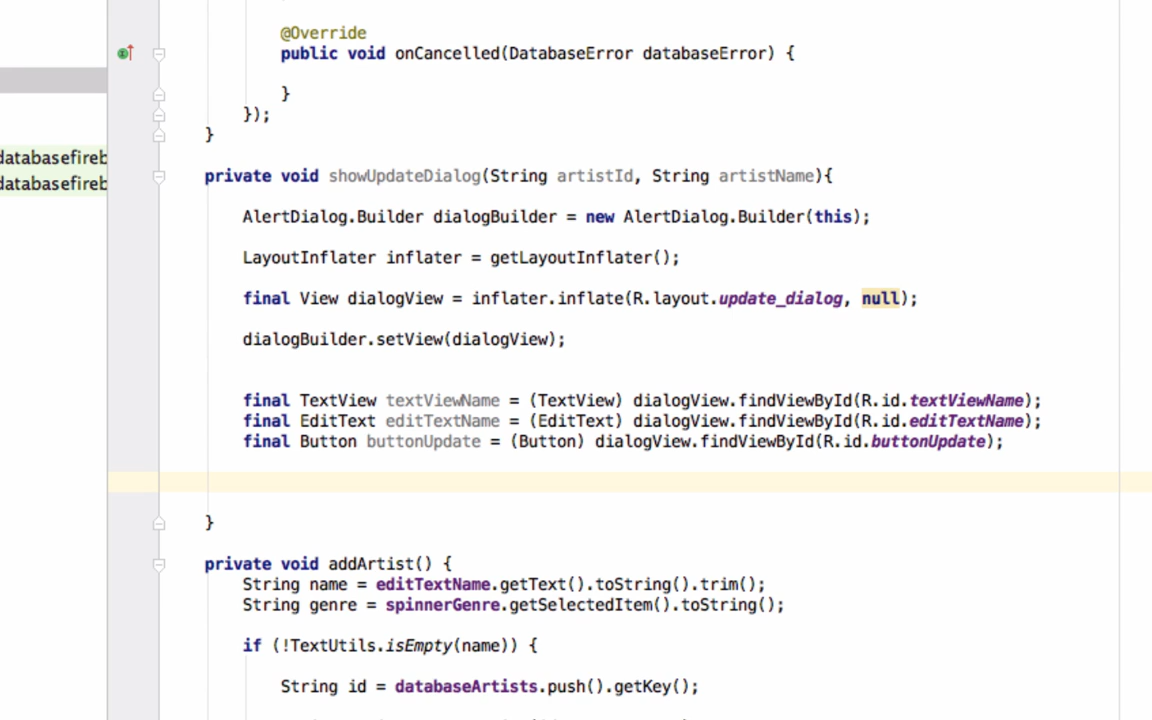 @Override
public void onCancelled(DatabaseError databaseError) {
}
});
}
databasefireb
databasefireb
private void showUpdateDialog(String artistId, String artistName){
AlertDialog.Builder dialogBuilder = new AlertDialog.Builder(this);
LayoutInflater inflater = getLayoutInflater();
final View dialogView = inflater.inflate(R.layout.update_dialog, null);
dialogBuilder.setView(dialogView);
final TextView textViewName = (TextView) dialogView.findViewById(R.id.textViewName);
final EditText editTextName = (EditText) dialogView.findViewById(R.id.editTextName);
final Button buttonUpdate = (Button) dialogView.findViewById(R.id.buttonUpdate);
}
private void addArtist() {
String name = editTextName.getText().toString().trim();
String genre = spinnerGenre.getSelectedItem().toString();
if (!TextUtils.isEmpty(name)) {
String id = databaseArtists.push().getKey();